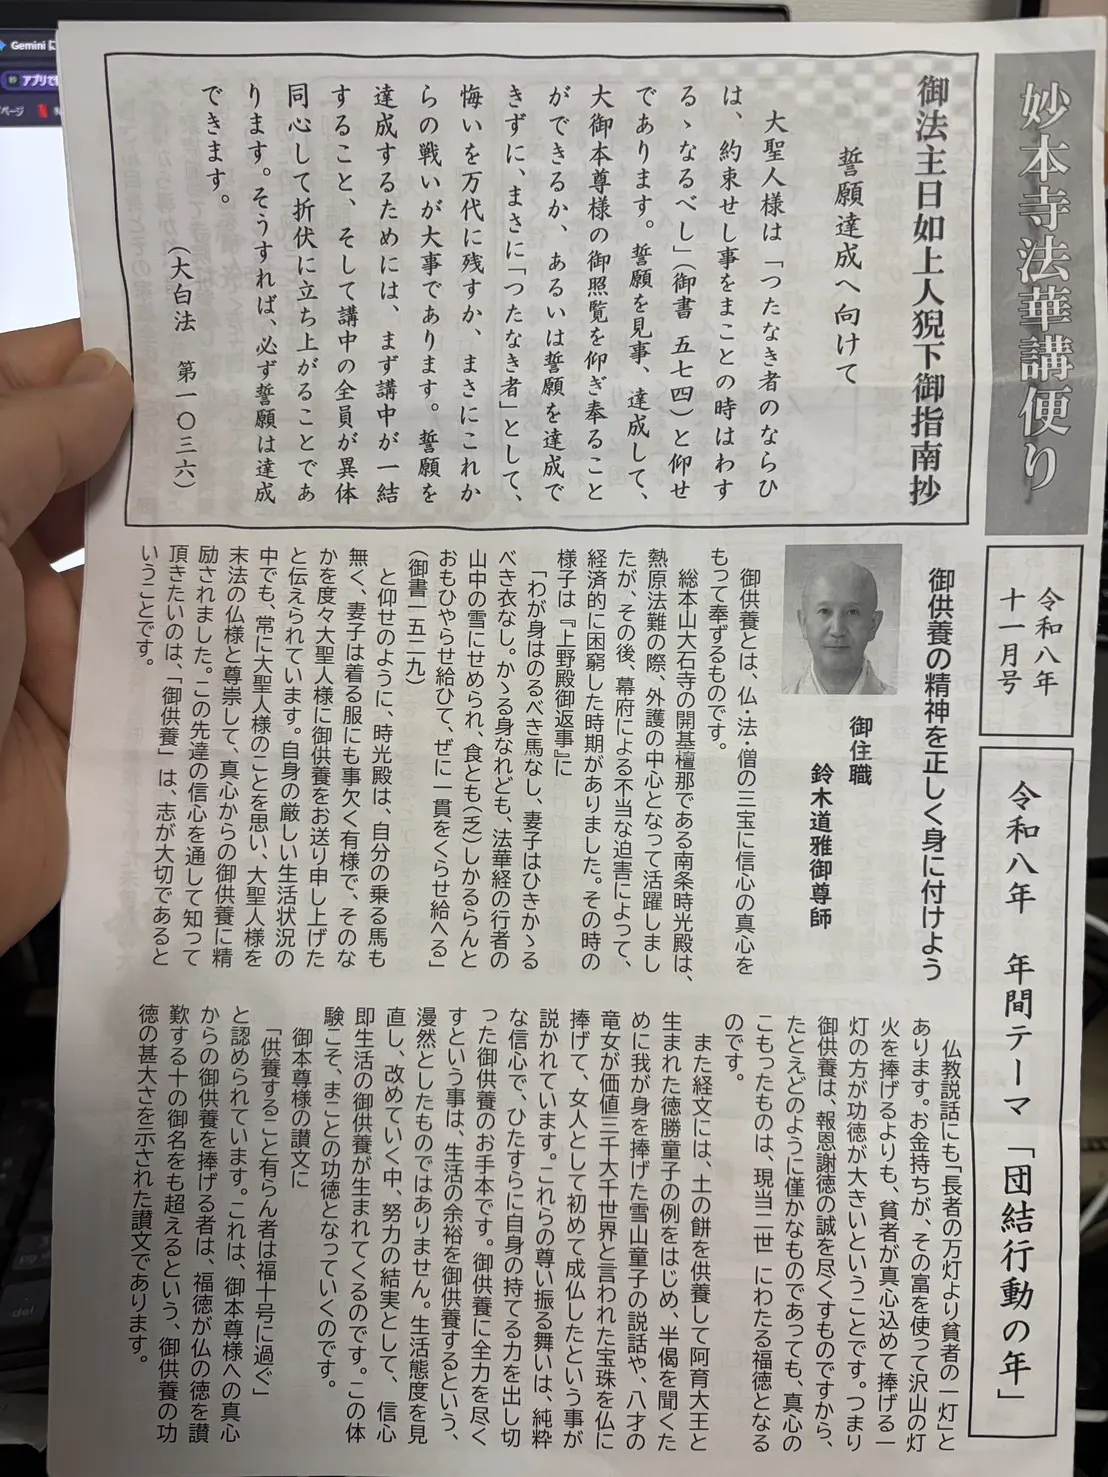 妙本寺法華講便り
令和八年
十一月号
令和八年　年間テーマ「団結行動の年」
御法主日如上人猊下御指南抄
誓願達成へ向けて
大聖人様は「つたなき者のならひ
は、約束せし事をまことの時はわす
るゝなるべし」（御書　五七四）と仰せ
であります。誓願を見事、達成して、
大御本尊様の御照覧を仰ぎ奉ること
ができるか、あるいは誓願を達成で
きずに、まさに「つたなき者」として、
悔いを万代に残すか、まさにこれか
らの戦いが大事であります。誓願を
達成するためには、まず講中が一結
すること、そして講中の全員が異体
同心して折伏に立ち上がることであ
ります。そうすれば、必ず誓願は達成
できます。
（大白法　第一〇三六）
御供養の精神を正しく身に付けよう
御住職
鈴木道雅御尊師
御供養とは、仏・法・僧の三宝に信心の真心を
もって奉ずるものです。
総本山大石寺の開基檀那である南条時光殿は、
熱原法難の際、外護の中心となって活躍しまし
たが、その後、幕府による不当な迫害によって、
経済的に困窮した時期がありました。その時の
様子は『上野殿御返事』に
「わが身はのるべき馬なし、妻子はひきかゝる
べき衣なし。かゝる身なれども、法華経の行者の
山中の雪にせめられ、食とも（乏）しかるらんと
おもひやらせ給ひて、ぜに一貫をくらせ給へる」
（御書一五二九）
と仰せのように、時光殿は、自分の乗る馬も
無く、妻子は着る服にも事欠く有様で、そのな
かを度々大聖人様に御供養をお送り申し上げた
と伝えられています。自身の厳しい生活状況の
中でも、常に大聖人様のことを思い、大聖人様を
末法の仏様と尊崇して、真心からの御供養に精
励されました。この先達の信心を通して知って
頂きたいのは、「御供養」は、志が大切であると
いうことです。
仏教説話にも「長者の万灯より貧者の一灯」と
あります。お金持ちが、その富を使って沢山の灯
火を捧げるよりも、貧者が真心込めて捧げる一
灯の方が功徳が大きいということです。つまり
御供養は、報恩謝徳の誠を尽くすものですから、
たとえどのように僅かなものであっても、真心の
こもったものは、現当二世にわたる福徳となる
のです。
また経文には、土の餅を供養して阿育大王と
生まれた徳勝童子の例をはじめ、半偈を聞くた
めに我が身を捧げた雪山童子の説話や、八才の
竜女が価値三千大千世界と言われた宝珠を仏に
捧げて、女人として初めて成仏したという事が
説かれています。これらの尊い振る舞いは、純粋
な信心で、ひたすらに自身の持てる力を出し切
った御供養のお手本です。御供養に全力を尽く
すという事は、生活の余裕を御供養するという、
漫然としたものではありません。生活態度を見
直し、改めていく中、努力の結実として、信心
即生活の御供養が生まれてくるのです。この体
験こそ、まことの功徳となっていくのです。
御本尊様の讃文に
「供養すること有らん者は福十号に過ぐ」
と認められています。これは、御本尊様への真心
からの御供養を捧げる者は、福徳が仏の徳を讃
歎する十の御名をも超えるという、御供養の功
徳の甚大さを示された讃文であります。